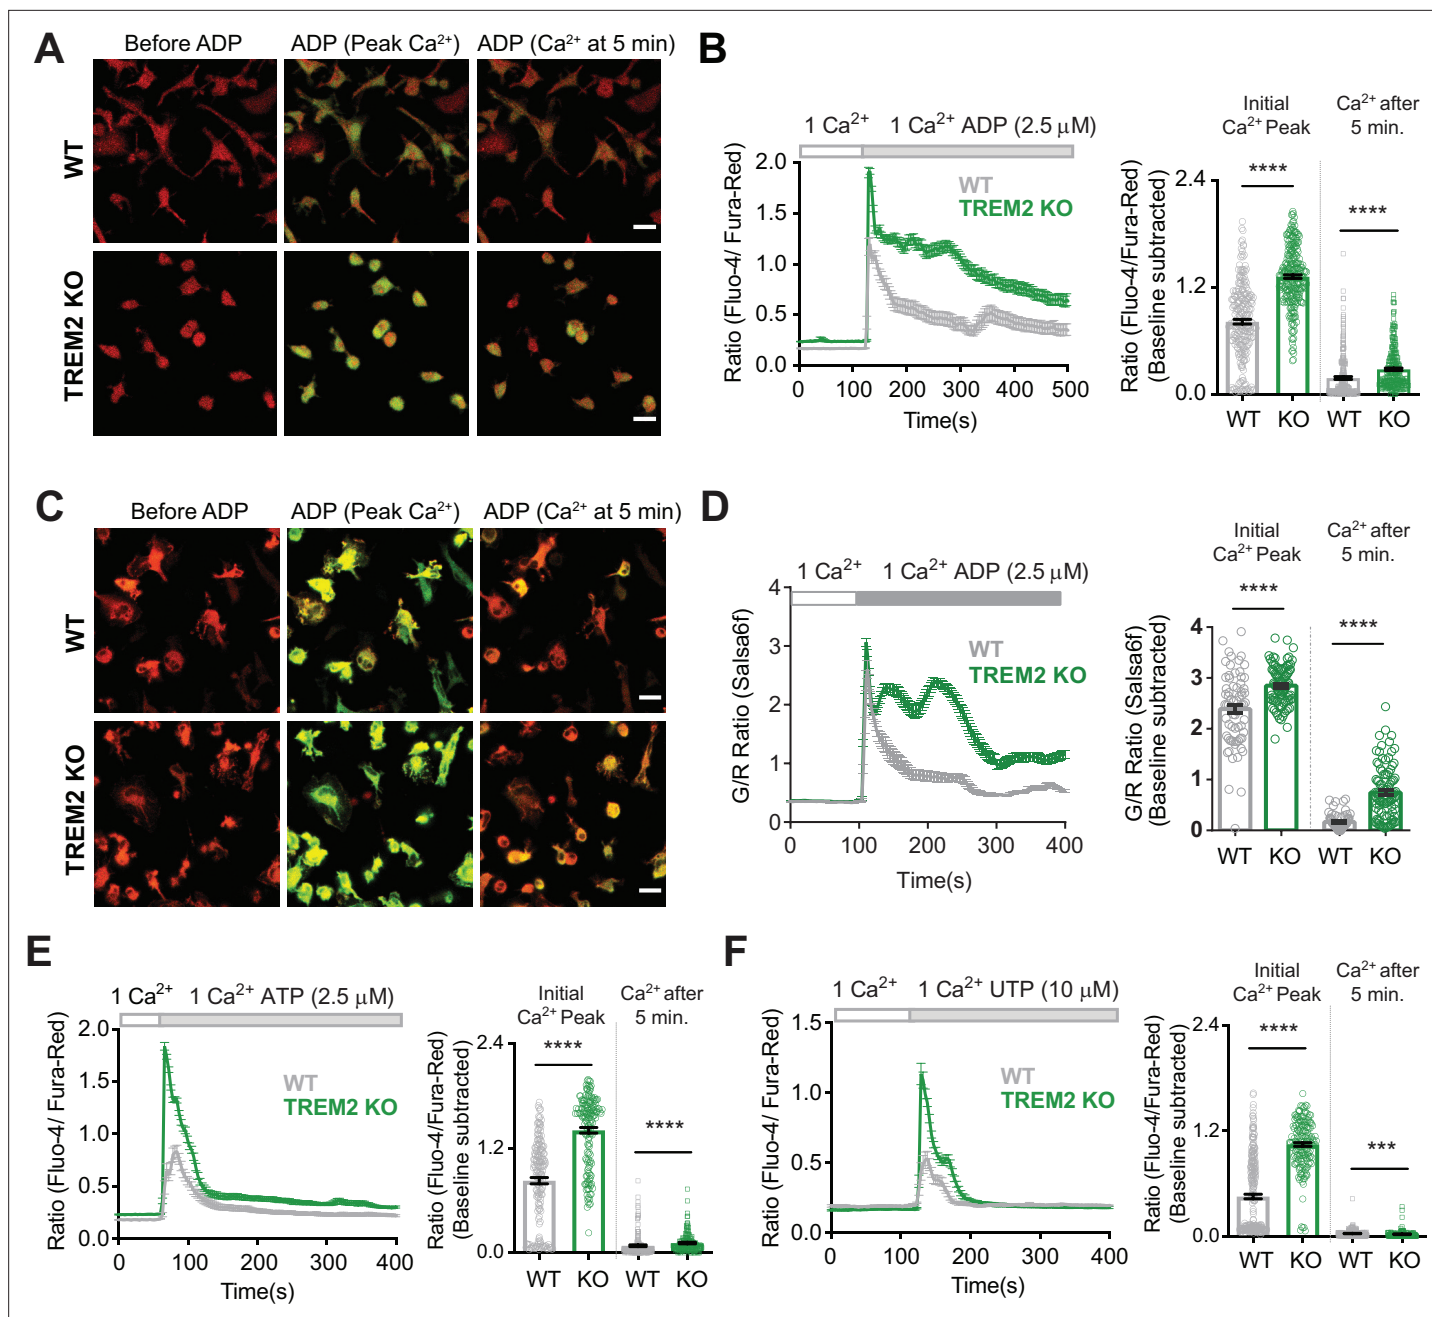 A
Before ADP
ADP (Peak Ca²⁺)
ADP (Ca²⁺ at 5 min)
WT
TREM2 KO
B
1 Ca²⁺
1 Ca²⁺ ADP (2.5 μM)
Ratio (Fluo-4/ Fura-Red)
2.0
1.5
1.0
0.5
0.0
WT
TREM2 KO
0 100 200 300 400 500
Time(s)
Initial
Ca²⁺ Peak
Ca²⁺ after
5 min.
Ratio (Fluo-4/Fura-Red)
(Baseline subtracted)
2.4
1.2
0.0
****
****
WT KO WT KO
C
Before ADP
ADP (Peak Ca²⁺)
ADP (Ca²⁺ at 5 min)
WT
TREM2 KO
D
1 Ca²⁺
1 Ca²⁺ ADP (2.5 μM)
G/R Ratio (Salsa6f)
4
3
2
1
0
WT
TREM2 KO
0 100 200 300 400
Time(s)
Initial
Ca²⁺ Peak
Ca²⁺ after
5 min.
G/R Ratio (Salsa6f)
(Baseline subtracted)
4
3
2
1
0
****
****
WT KO WT KO
E
1 Ca²⁺
1 Ca²⁺ ATP (2.5 μM)
Ratio (Fluo-4/ Fura-Red)
2.0
1.5
1.0
0.5
0.0
WT
TREM2 KO
0 100 200 300 400
Time(s)
Initial
Ca²⁺ Peak
Ca²⁺ after
5 min.
Ratio (Fluo-4/Fura-Red)
(Baseline subtracted)
2.4
1.2
0.0
****
****
WT KO WT KO
F
1 Ca²⁺
1 Ca²⁺ UTP (10 μM)
Ratio (Fluo-4/ Fura-Red)
1.5
1.0
0.5
0.0
WT
TREM2 KO
0 100 200 300 400
Time(s)
Initial
Ca²⁺ Peak
Ca²⁺ after
5 min.
Ratio (Fluo-4/Fura-Red)
(Baseline subtracted)
2.4
1.2
0.0
****
***
WT KO WT KO